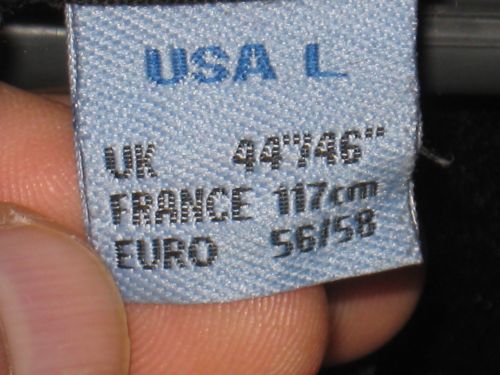 USA L
UK 44"/46"
FRANCE 117cm
EURO 56/58